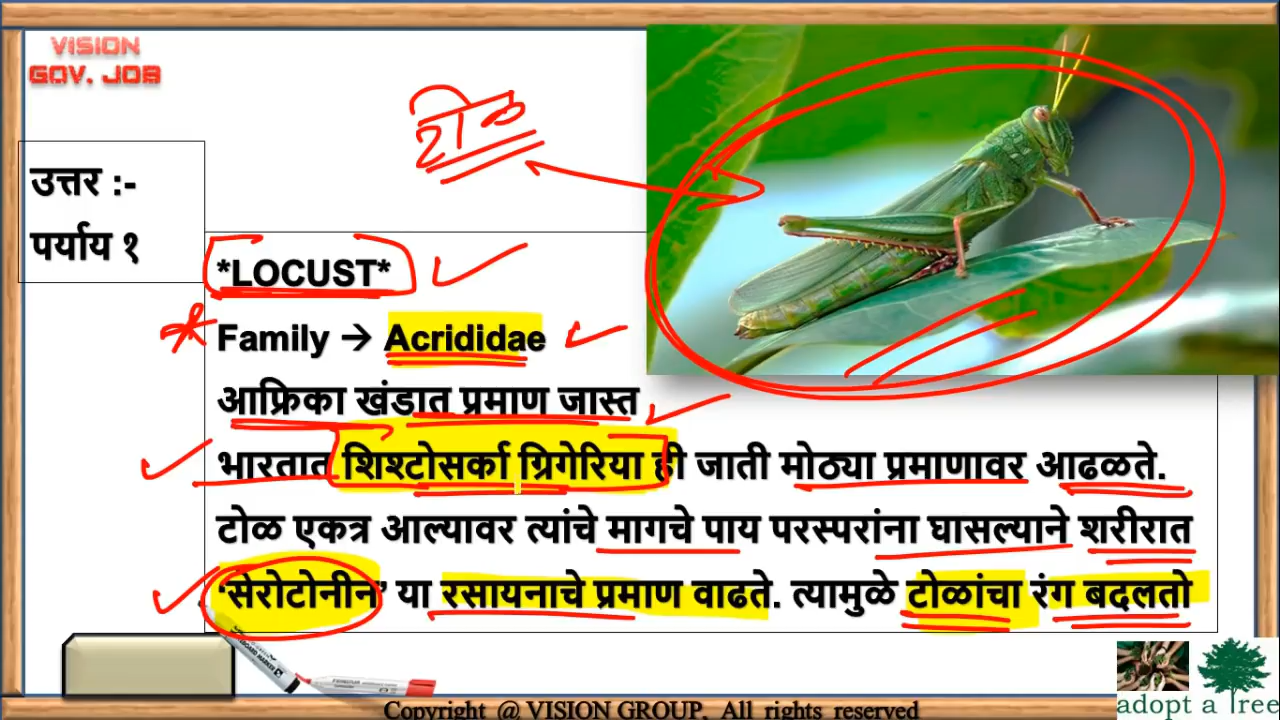 VISION
GOV. JOB
टोळ
उत्तर :-
पर्याय १
*LOCUST*
Family → Acrididae
आफ्रिका खंडात प्रमाण जास्त
भारतात शिश्टोसर्का ग्रिगेरिया ही जाती मोठ्या प्रमाणावर आढळते.
टोळ एकत्र आल्यावर त्यांचे मागचे पाय परस्परांना घासल्याने शरीरात
‘सेरोटोनीन’ या रसायनाचे प्रमाण वाढते. त्यामुळे टोळांचा रंग बदलतो
adopt a Tree
Copyright @ VISION GROUP, All rights reserved